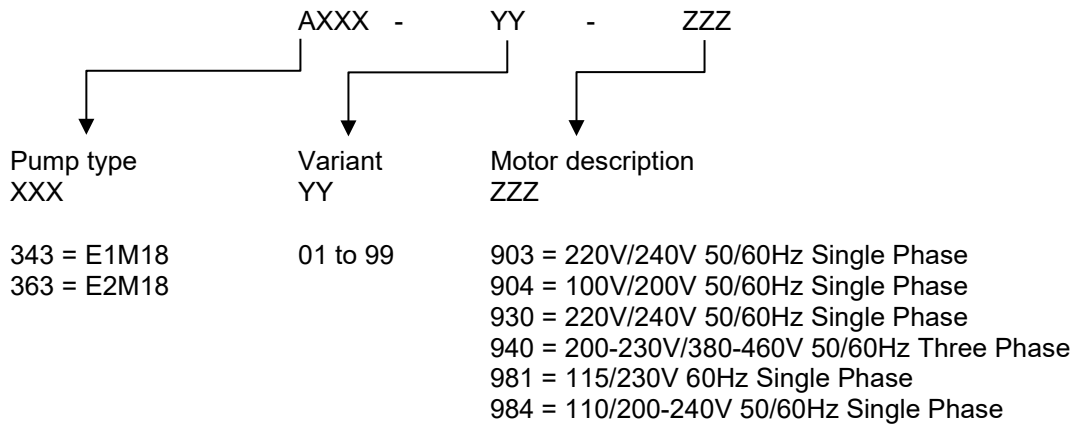 AXXX - YY - ZZZ
Pump type Variant Motor description
XXX YY ZZZ
343 = E1M18 01 to 99 903 = 220V/240V 50/60Hz Single Phase
363 = E2M18 904 = 100V/200V 50/60Hz Single Phase
930 = 220V/240V 50/60Hz Single Phase
940 = 200-230V/380-460V 50/60Hz Three Phase
981 = 115/230V 60Hz Single Phase
984 = 110/200-240V 50/60Hz Single Phase